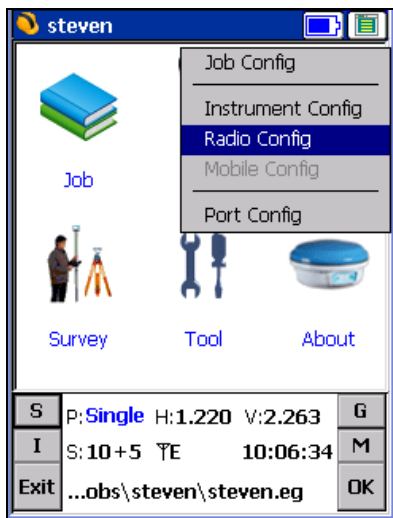 steven
Job Config
Instrument Config
Radio Config
Mobile Config
Port Config
Job
Survey Tool About
S P:Single H:1.220 V:2.263 G
I S:10+5 E 10:06:34 M
Exit ...obs\steven\steven.eg OK